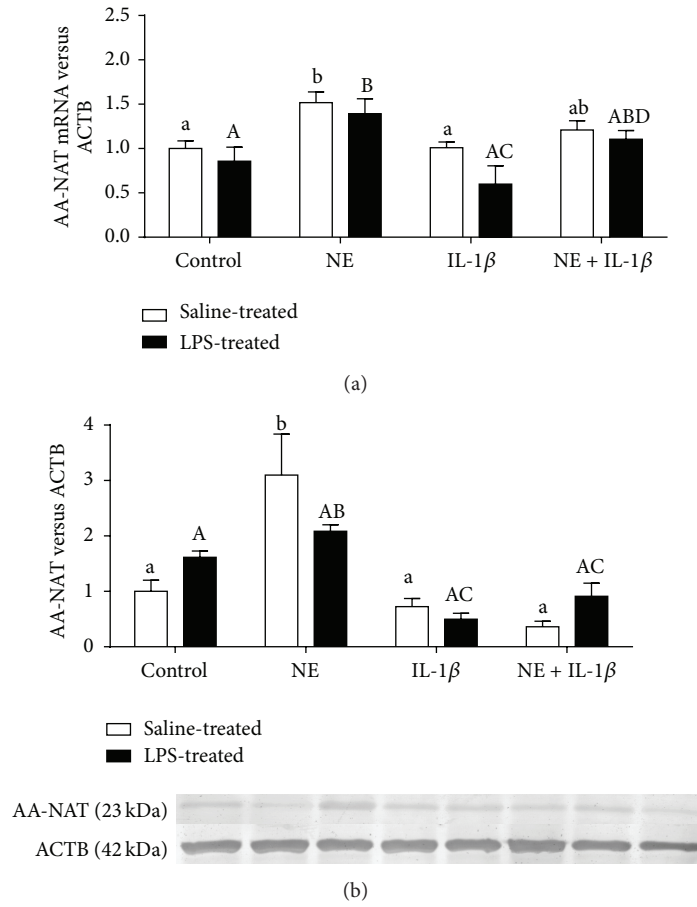 2.5
2.0
1.5
1.0
0.5
0.0
AA-NAT mRNA versus
ACTB
a
A
b
B
a
AC
ab
ABD
Control
NE
IL-1β
NE + IL-1β
Saline-treated
LPS-treated
(a)
4
3
2
1
0
AA-NAT versus ACTB
a
A
b
AB
a
AC
a
AC
Control
NE
IL-1β
NE + IL-1β
Saline-treated
LPS-treated
AA-NAT (23 kDa)
ACTB (42 kDa)
(b)